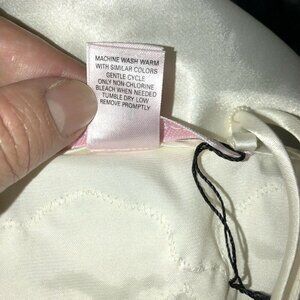 MACHINE WASH WARM
WITH SIMILAR COLORS
GENTLE CYCLE
ONLY NON-CHLORINE
BLEACH WHEN NEEDED
TUMBLE DRY LOW
REMOVE PROMPTLY